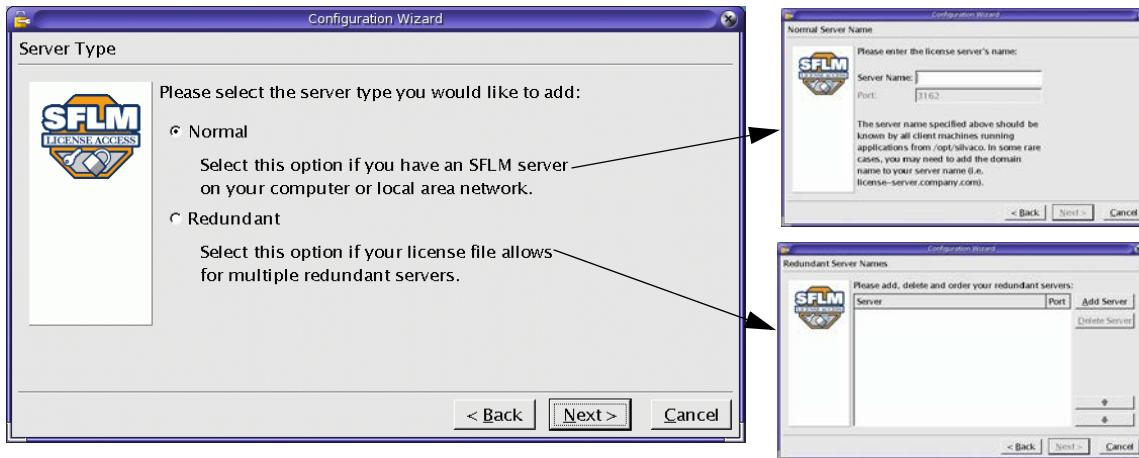 Configuration Wizard
Server Type
SFLM
LICENSE ACCESS
Please select the server type you would like to add:
Normal
Select this option if you have an SFLM server
on your computer or local area network.
Redundant
Select this option if your license file allows
for multiple redundant servers.
< Back
Next >
Cancel
Configuration Wizard
Normal Server Name
SFLM
LICENSE ACCESS
Please enter the license server's name:
Server Name:
Port: 3162
The server name specified above should be
known by all client machines running
applications from /opt/silvaco. In some rare
cases, you may need to add the domain
name to your server name (i.e.
license-server.company.com).
< Back
Next >
Cancel
Configuration Wizard
Redundant Server Names
SFLM
LICENSE ACCESS
Please add, delete and order your redundant servers:
Server Port
Add Server
Delete Server
< Back
Next >
Cancel